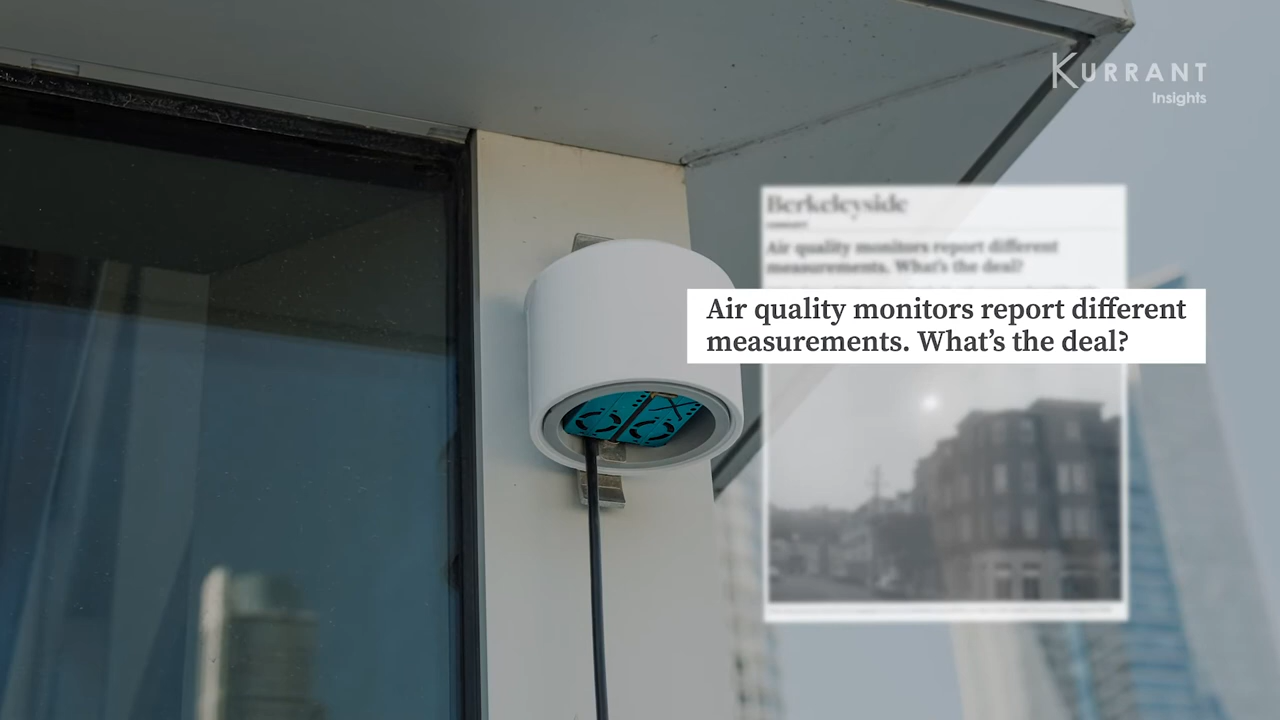 KURRANT
Insights
Berkeleyside
Air quality monitors report different
measurements. What's the deal?
Air quality monitors report different
measurements. What’s the deal?